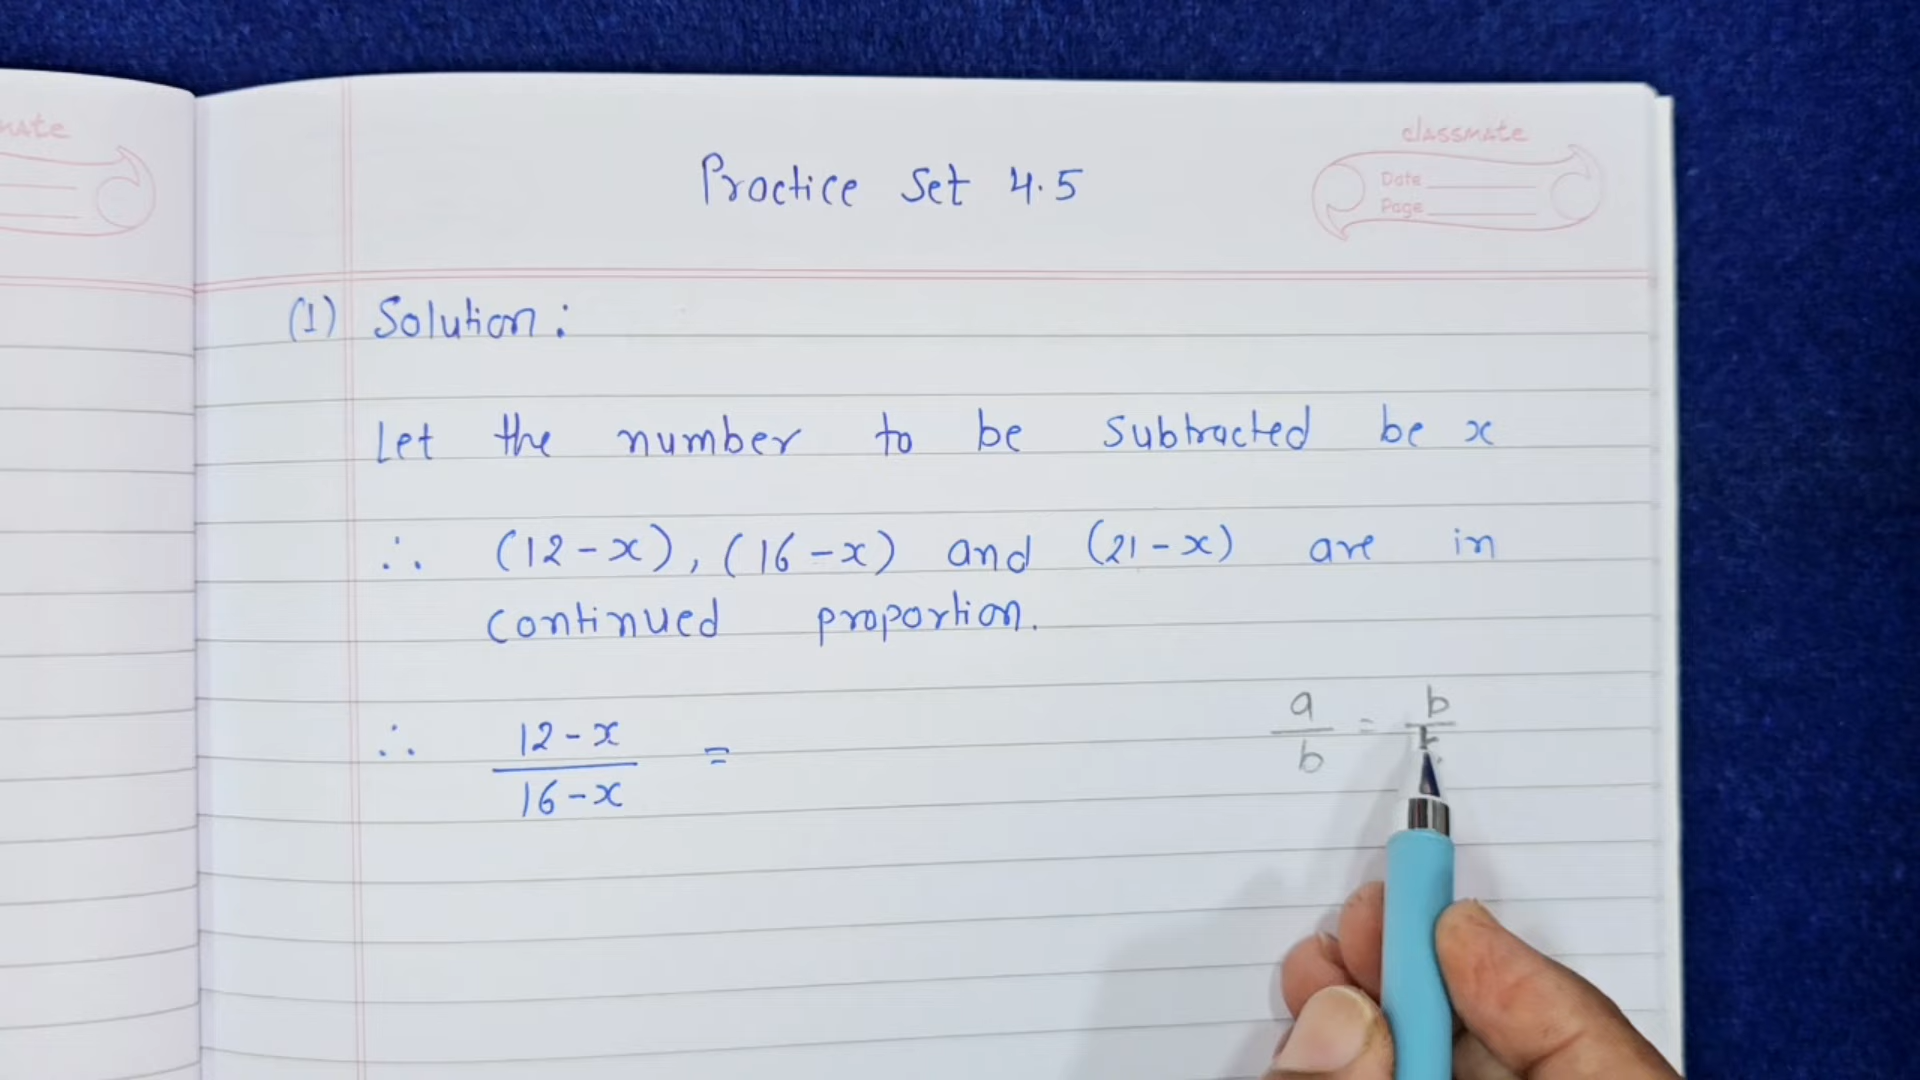 mate
classmate
Date
Page
Practice Set 4.5
(1) Solution:
Let the number to be subtracted be x
∴ (12-x), (16-x) and (21-x) are in
continued proportion.
a/b = b/
∴ 12-x/16-x =